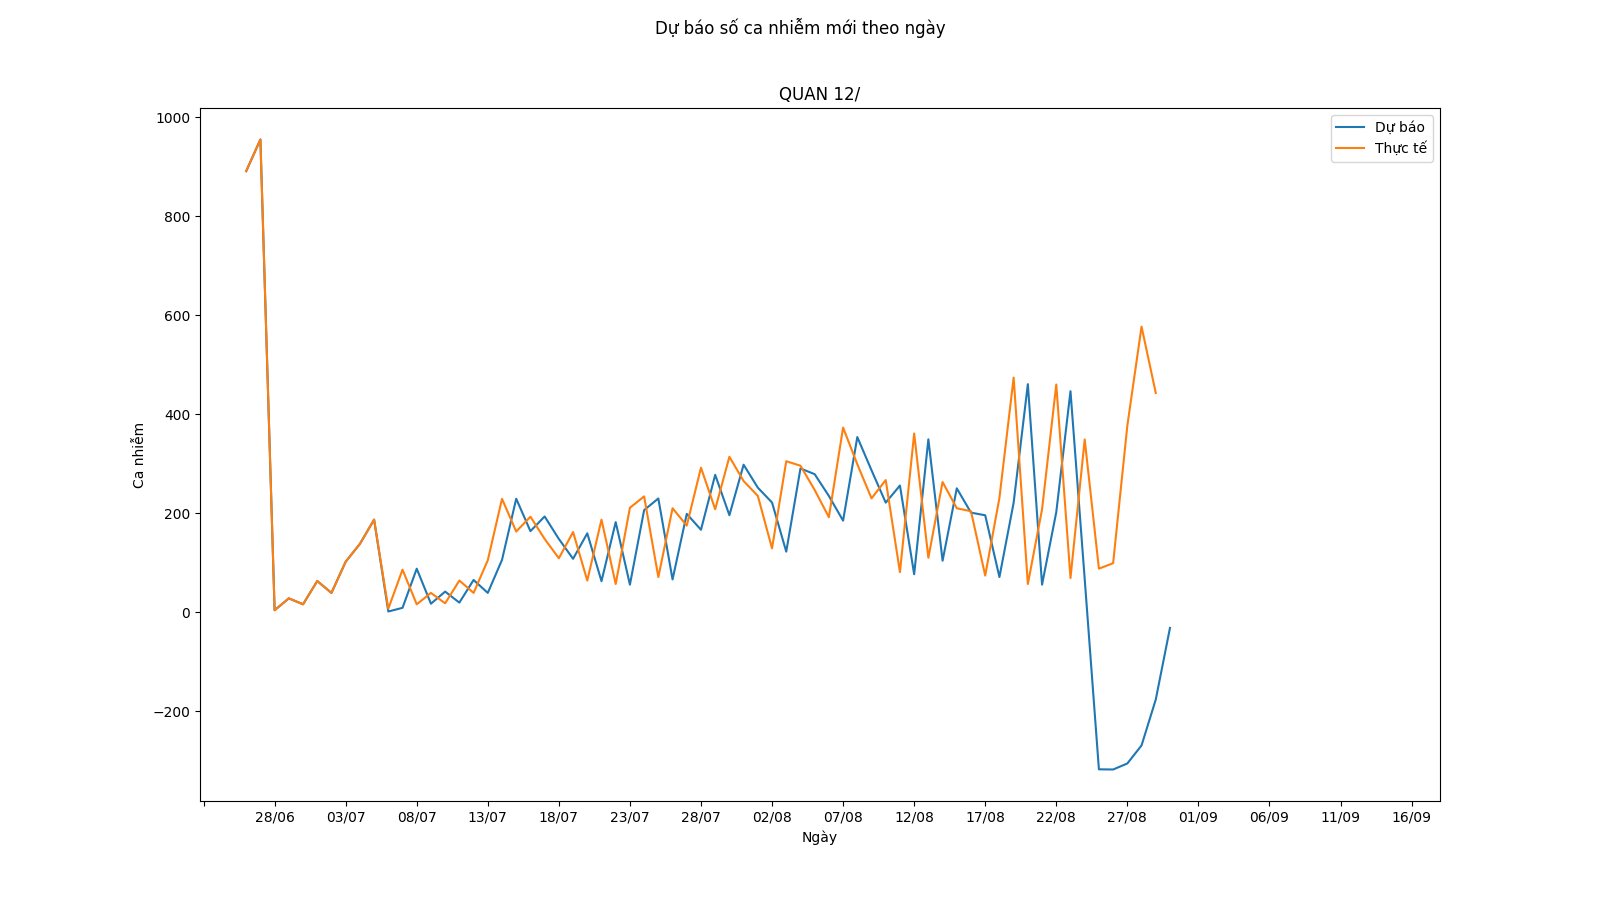 Dự báo số ca nhiễm mới theo ngày
QUAN 12/
Dự báo
Thực tế
1000
800
600
400
200
0
−200
Ca nhiễm
28/06 03/07 08/07 13/07 18/07 23/07 28/07 02/08 07/08 12/08 17/08 22/08 27/08 01/09 06/09 11/09 16/09
Ngày